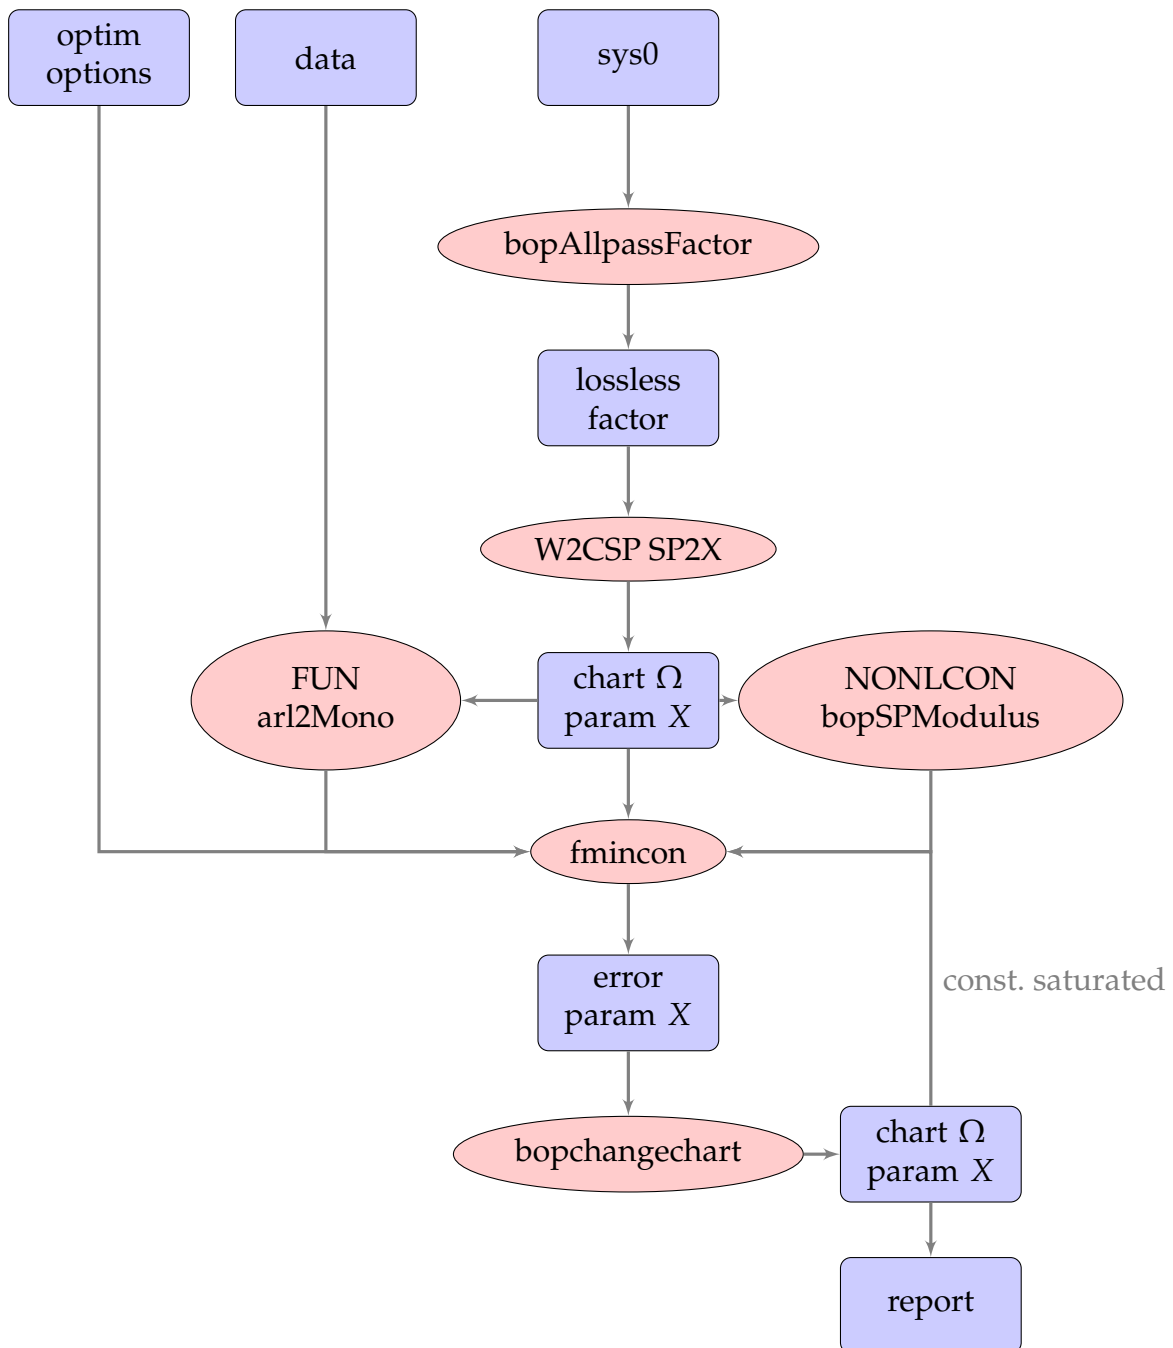 optim
options
data
sys0
bopAllpassFactor
lossless
factor
W2CSP SP2X
FUN
arl2Mono
chart Ω
param X
NONLCON
bopSPModulus
fmincon
error
param X
const. saturated
bopchangechart
chart Ω
param X
report